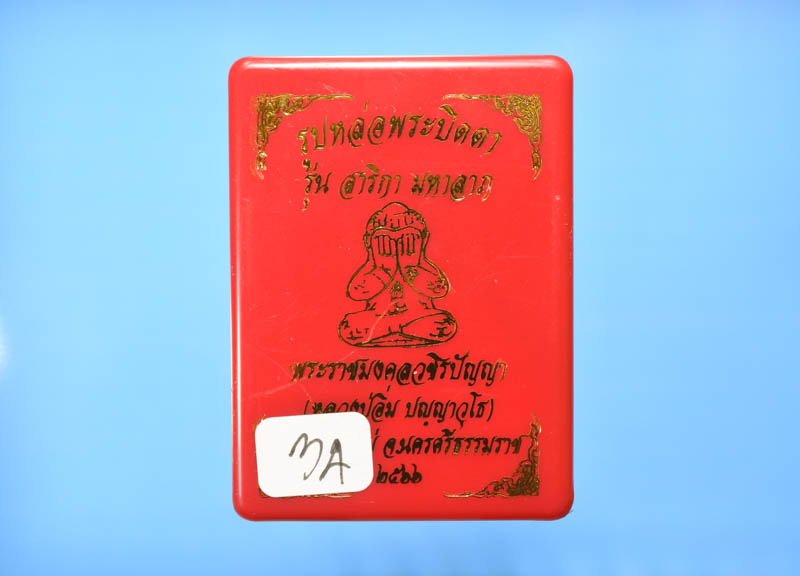 รูปหล่อพระปิดตา
รุ่น สาริกา มหาลาภ
พระราชมงคลวชิรปัญญา
(หลวงปู่อิ่ม ปญฺญาวุโธ)
จ.นครศรีธรรมราช
๒๕๖๖
3A